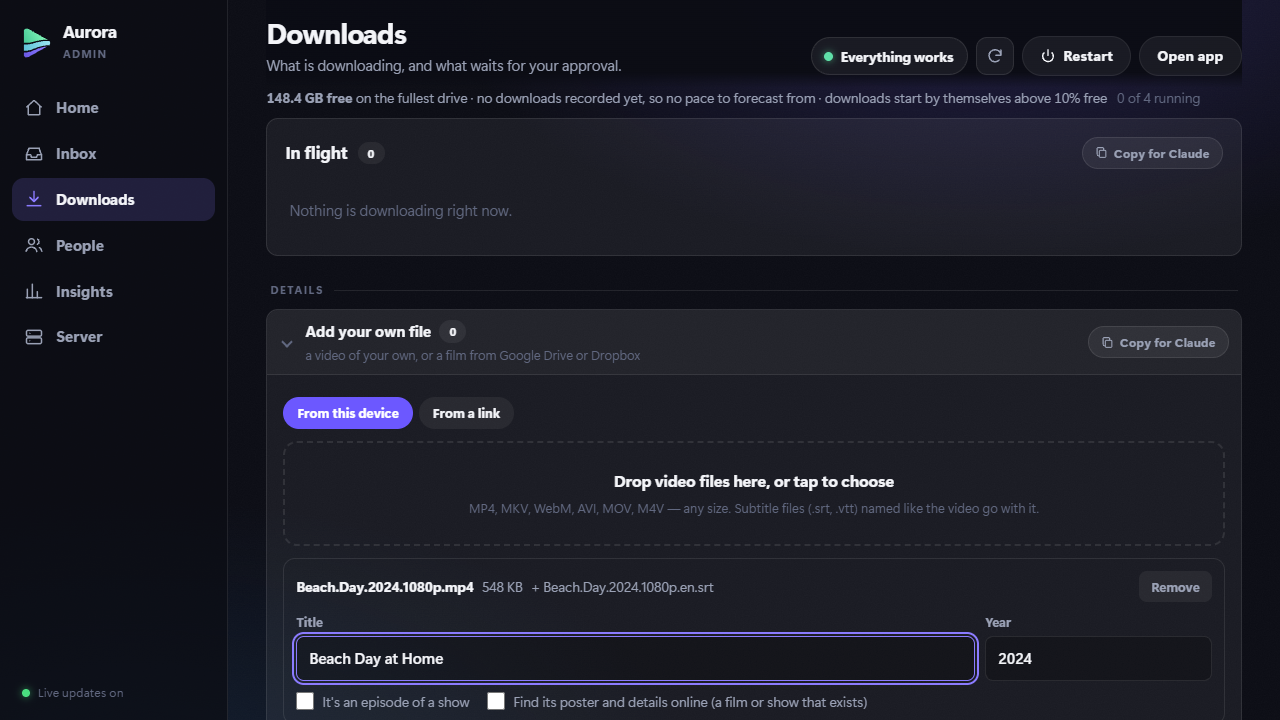 Aurora
ADMIN
Home
Inbox
Downloads
People
Insights
Server
Live updates on
Downloads
What is downloading, and what waits for your approval.
Everything works
Restart
Open app
148.4 GB free on the fullest drive · no downloads recorded yet, so no pace to forecast from · downloads start by themselves above 10% free 0 of 4 running
In flight 0
Copy for Claude
Nothing is downloading right now.
DETAILS
Add your own file 0
a video of your own, or a film from Google Drive or Dropbox
Copy for Claude
From this device
From a link
Drop video files here, or tap to choose
MP4, MKV, WebM, AVI, MOV, M4V — any size. Subtitle files (.srt, .vtt) named like the video go with it.
Beach.Day.2024.1080p.mp4 548 KB + Beach.Day.2024.1080p.en.srt
Remove
Title
Year
Beach Day at Home
2024
It's an episode of a show
Find its poster and details online (a film or show that exists)